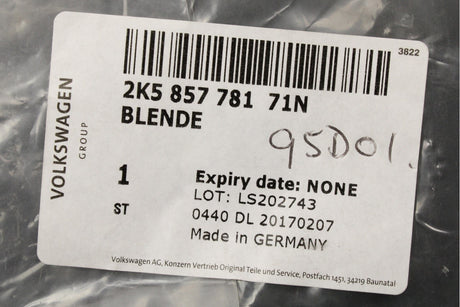 3822
2K5 857 781 71N
BLENDE
95D01.
VOLKSWAGEN
GROUP
1
ST
Expiry date: NONE
LOT: LS202743
0440 DL 20170207
Made in GERMANY
Volkswagen AG, Konzern Vertrieb Original Teile und Service, Postfach 1451, 34219 Baunatal